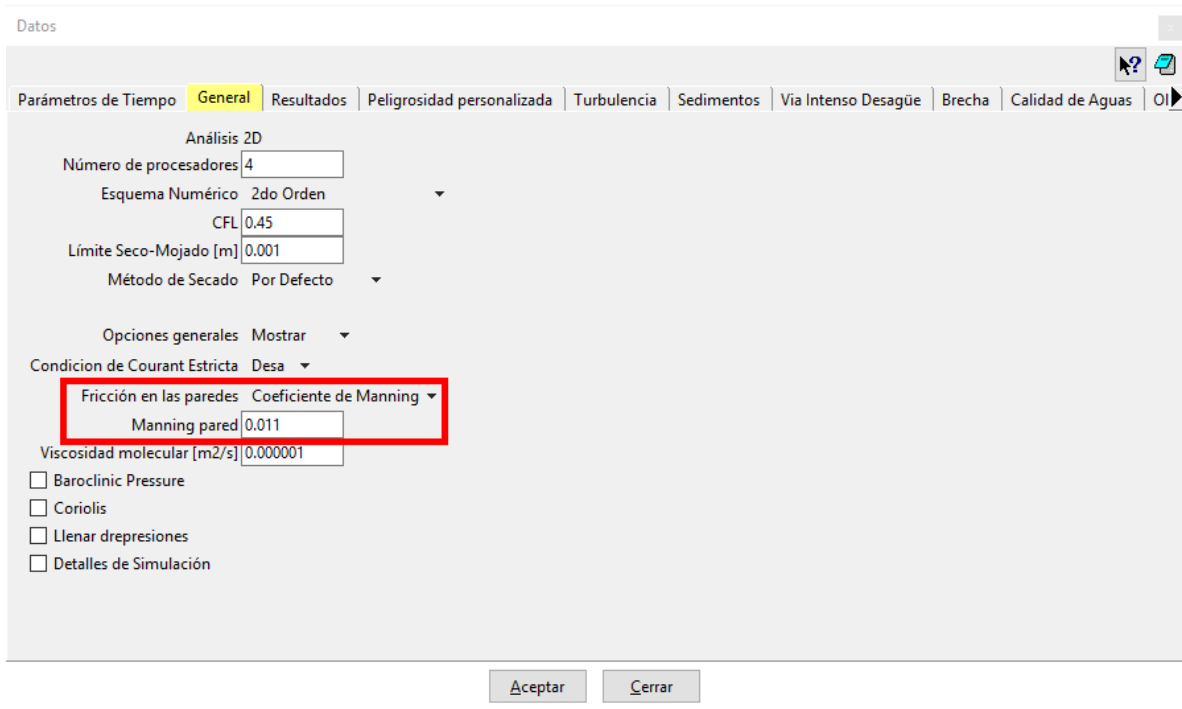 Datos
x
Parámetros de Tiempo General Resultados Peligrosidad personalizada Turbulencia Sedimentos Via Intenso Desagüe Brecha Calidad de Aguas
Análisis 2D
Número de procesadores 4
Esquema Numérico 2do Orden
CFL 0.45
Límite Seco-Mojado [m] 0.001
Método de Secado Por Defecto
Opciones generales Mostrar
Condicion de Courant Estricta Desa
Fricción en las paredes Coeficiente de Manning
Manning pared 0.011
Viscosidad molecular [m2/s] 0.000001
Baroclinic Pressure
Coriolis
Llenar drepresiones
Detalles de Simulación
Aceptar Cerrar